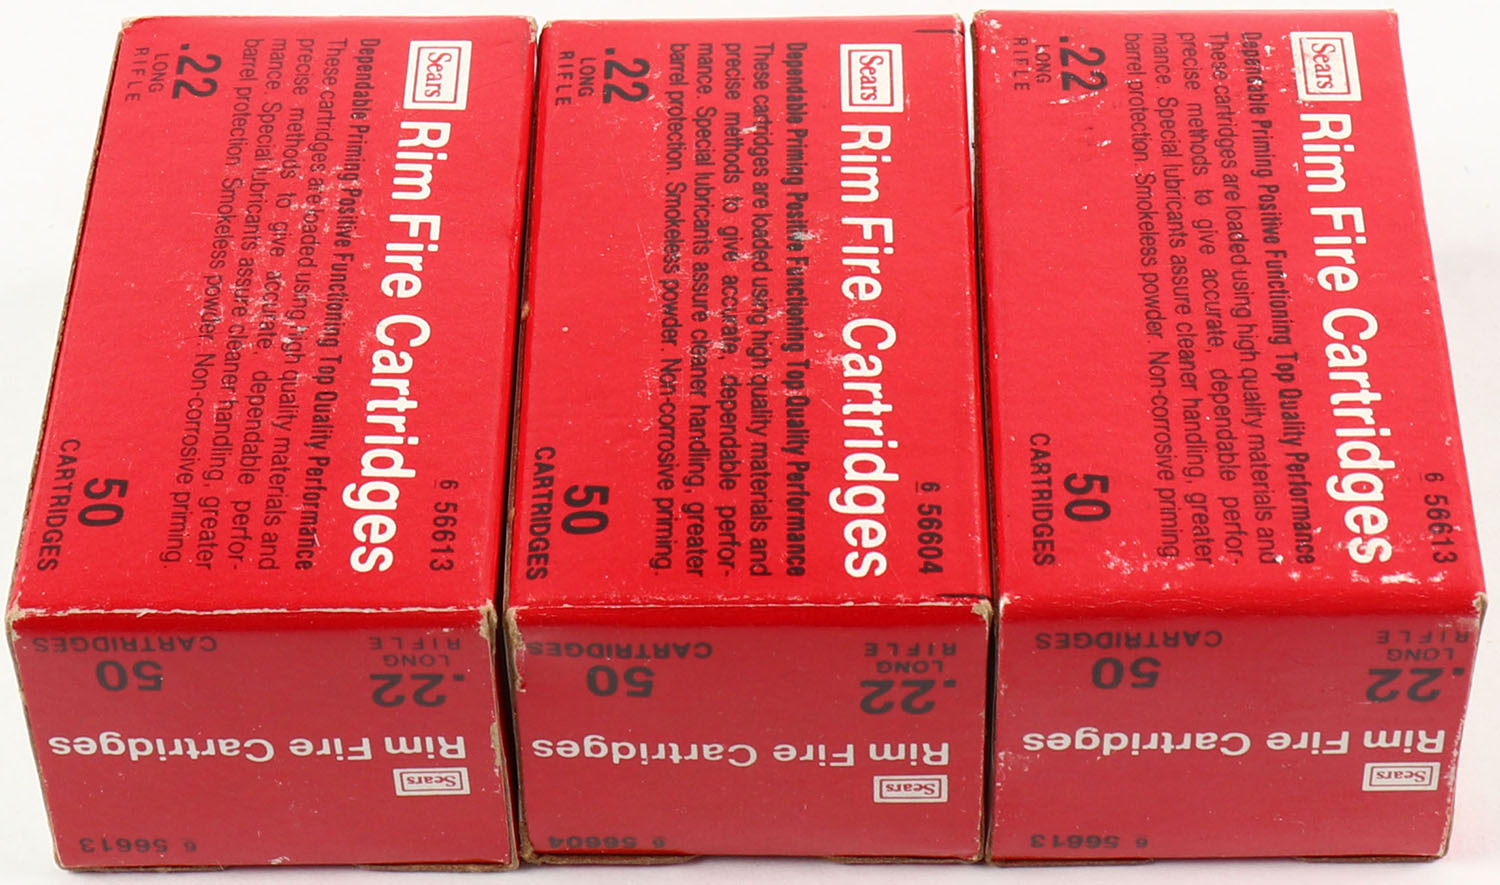 Sears
Rim Fire Cartridges
6 56613
Dependable Priming Positive Functioning Top Quality Performance
These cartridges are loaded using high quality materials and
precise methods to give accurate, dependable perfor-
mance. Special lubricants assure cleaner handling, greater
barrel protection. Smokeless powder. Non-corrosive priming.
.22
LONG
RIFLE
50
CARTRIDGES
Sears
Rim Fire Cartridges
6 56604
Dependable Priming Positive Functioning Top Quality Performance
These cartridges are loaded using high quality materials and
precise methods to give accurate, dependable perfor-
mance. Special lubricants assure cleaner handling, greater
barrel protection. Smokeless powder. Non-corrosive priming.
.22
LONG
RIFLE
50
CARTRIDGES
Sears
Rim Fire Cartridges
6 56613
Dependable Priming Positive Functioning Top Quality Performance
These cartridges are loaded using high quality materials and
precise methods to give accurate, dependable perfor-
mance. Special lubricants assure cleaner handling, greater
barrel protection. Smokeless powder. Non-corrosive priming.
.22
LONG
RIFLE
50
CARTRIDGES
6 56613
Sears
Rim Fire Cartridges
.22
LONG
RIFLE
50
CARTRIDGES
6 56604
Sears
Rim Fire Cartridges
.22
LONG
RIFLE
50
CARTRIDGES
6 56613
Sears
Rim Fire Cartridges
.22
LONG
RIFLE
50
CARTRIDGES